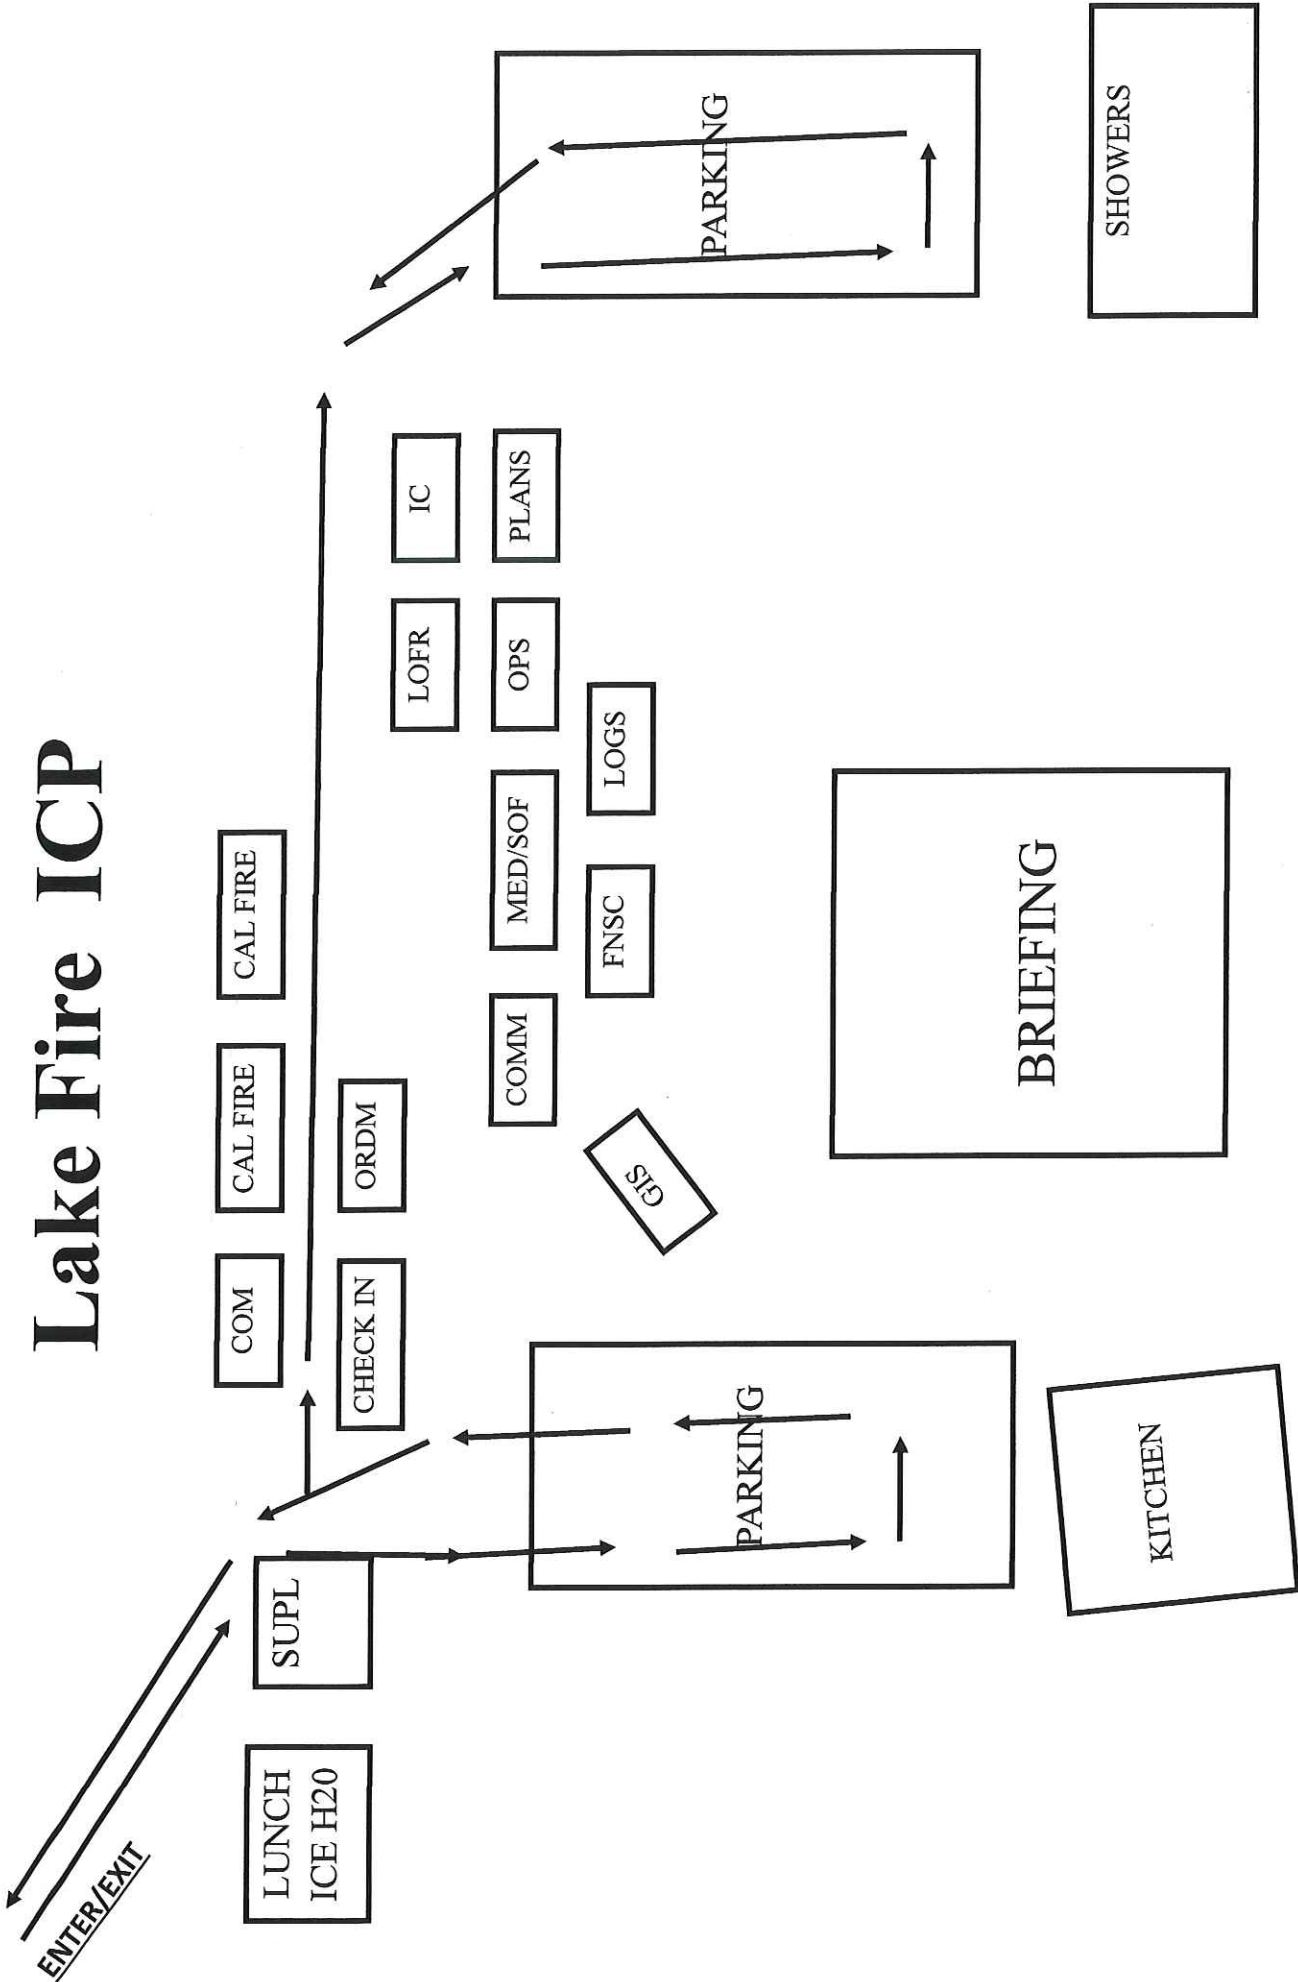 Lake Fire ICP
ENTER/EXIT
LUNCH
ICE H20
SUPL
COM
CAL FIRE
CAL FIRE
CHECK IN
ORDM
LOFR
IC
COMM
MED/SOF
OPS
PLANS
GIS
FNSC
LOGS
PARKING
PARKING
KITCHEN
BRIEFING
SHOWERS